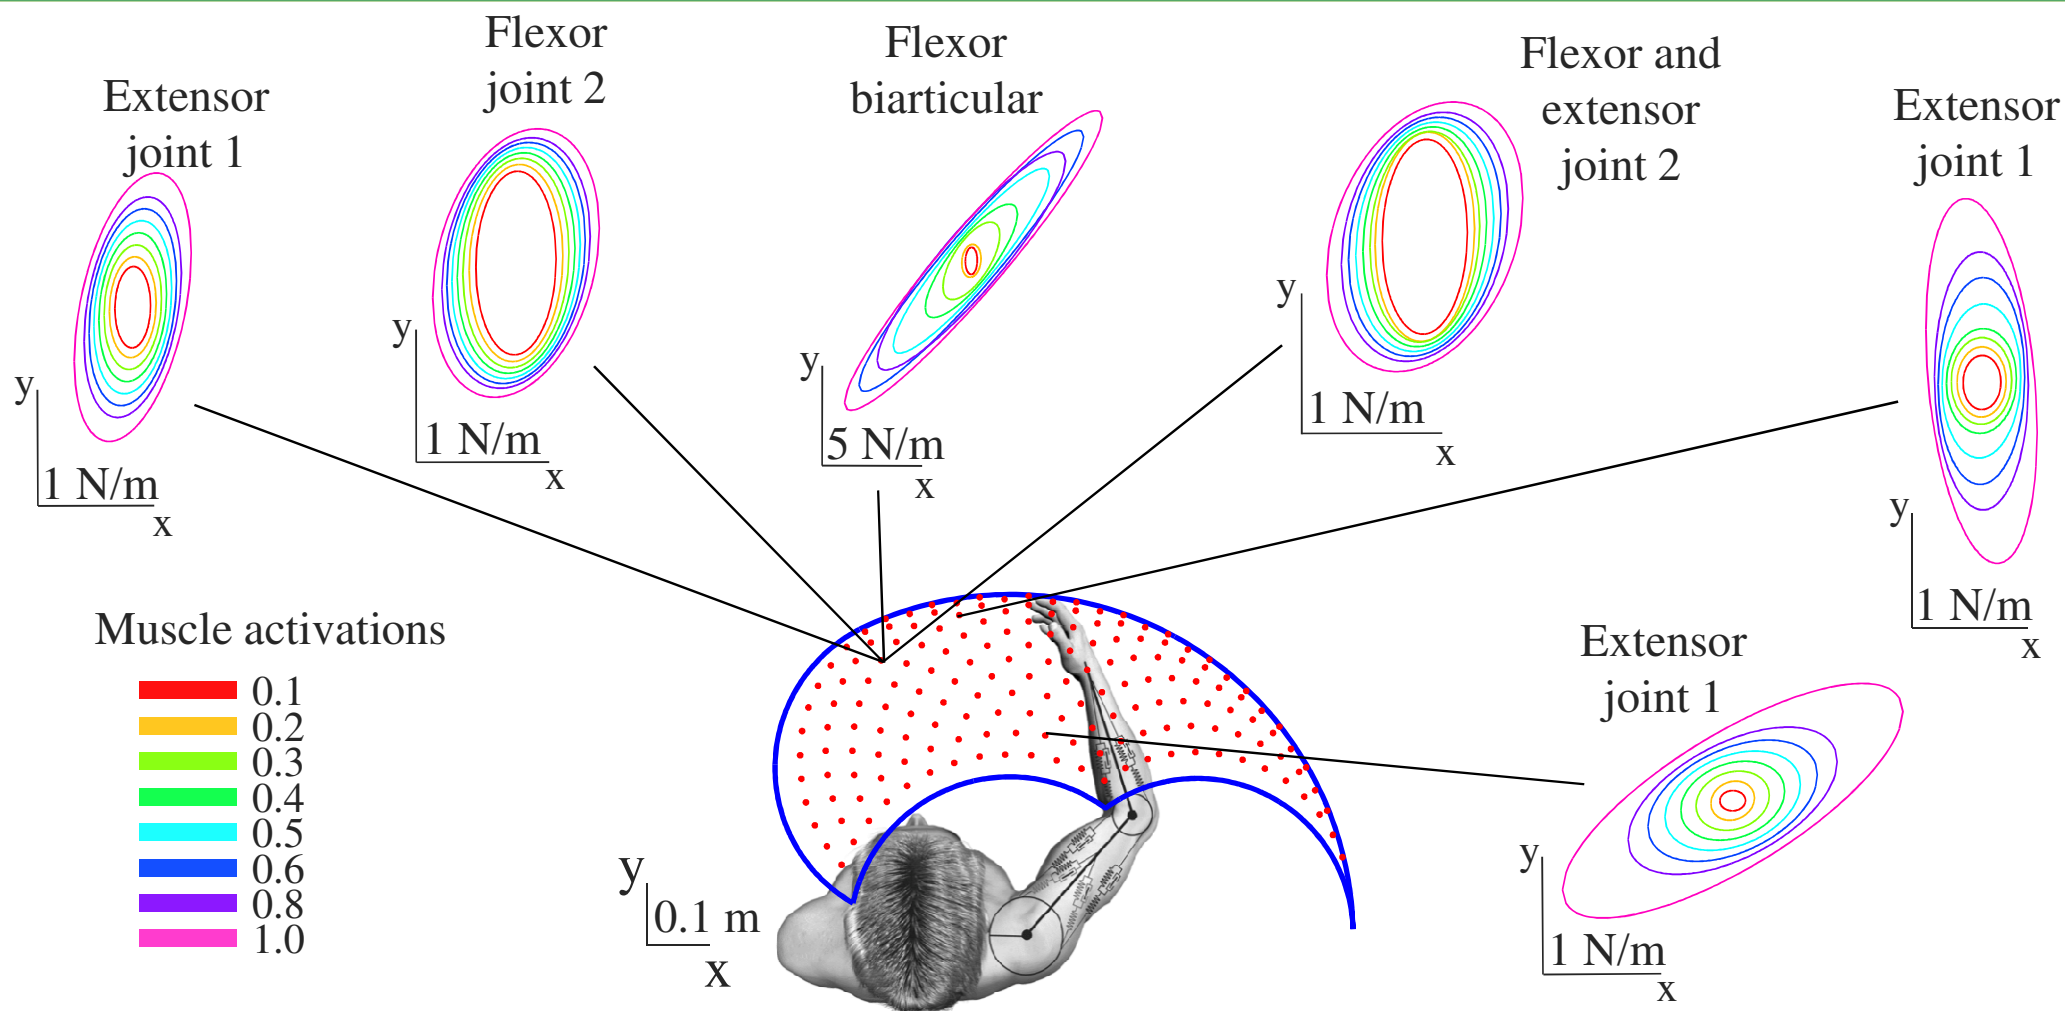 Extensor
joint 1
y
1 N/m
x
Flexor
joint 2
y
1 N/m
x
Flexor
biarticular
y
5 N/m
x
Flexor and
extensor
joint 2
y
1 N/m
x
Extensor
joint 1
y
1 N/m
x
Extensor
joint 1
y
1 N/m
x
Muscle activations
0.1
0.2
0.3
0.4
0.5
0.6
0.8
1.0
y
0.1 m
x